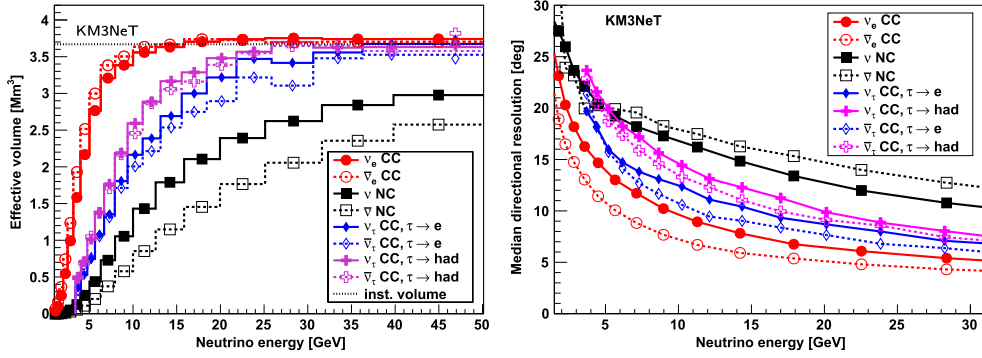 KM3NeT
Effective volume [Mm³]
4
3.5
3
2.5
2
1.5
1
0.5
0
5 10 15 20 25 30 35 40 45 50
Neutrino energy [GeV]
νe CC
ν̄e CC
ν NC
ν̄ NC
ντ CC, τ→ e
ν̄τ CC, τ→ e
ντ CC, τ→ had
ν̄τ CC, τ→ had
inst. volume
KM3NeT
Median directional resolution [deg]
30
25
20
15
10
5
0
5 10 15 20 25 30
Neutrino energy [GeV]
νe CC
ν̄e CC
ν NC
ν̄ NC
ντ CC, τ→ e
ντ CC, τ→ had
ν̄τ CC, τ→ e
ν̄τ CC, τ→ had